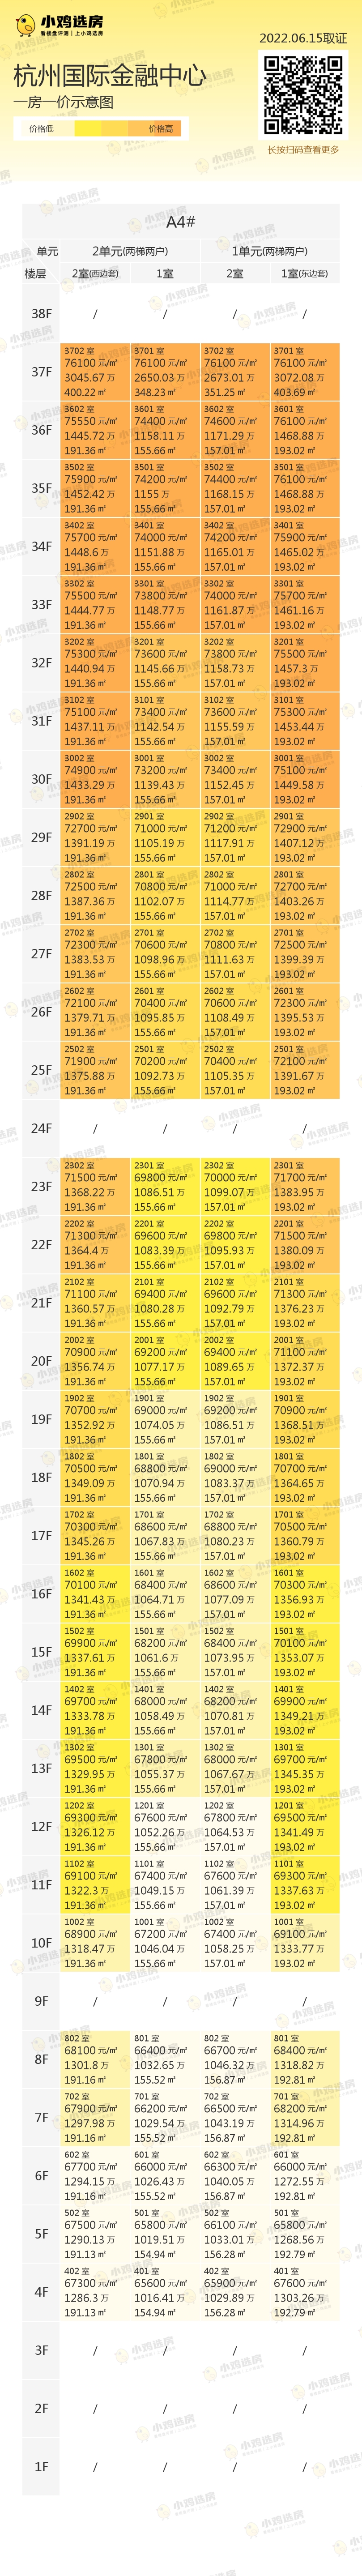 小鸡选房
看楼盘评测 | 上小鸡选房
2022.06.15取证
杭州国际金融中心
一房一价示意图
价格低 价格高
长按扫码查看更多
A4#
单元 2单元(两梯两户) 1单元(两梯两户)
楼层 2室(西边套) 1室 2室 1室(东边套)
38F / / / /
3702 室 3701 室 3702 室 3701 室
76100 元/㎡ 76100 元/㎡ 76100 元/㎡ 76100 元/㎡
37F 3045.67 万 2650.03 万 2673.01 万 3072.08 万
400.22 ㎡ 348.23 ㎡ 351.25 ㎡ 403.69 ㎡
3602 室 3601 室 3602 室 3601 室
75550 元/㎡ 74400 元/㎡ 74600 元/㎡ 76100 元/㎡
36F 1445.72 万 1158.11 万 1171.29 万 1468.88 万
191.36 ㎡ 155.66 ㎡ 157.01 ㎡ 193.02 ㎡
3502 室 3501 室 3502 室 3501 室
75900 元/㎡ 74200 元/㎡ 74400 元/㎡ 76100 元/㎡
35F 1452.42 万 1155 万 1168.15 万 1468.88 万
191.36 ㎡ 155.66 ㎡ 157.01 ㎡ 193.02 ㎡
3402 室 3401 室 3402 室 3401 室
75700 元/㎡ 74000 元/㎡ 74200 元/㎡ 75900 元/㎡
34F 1448.6 万 1151.88 万 1165.01 万 1465.02 万
191.36 ㎡ 155.66 ㎡ 157.01 ㎡ 193.02 ㎡
3302 室 3301 室 3302 室 3301 室
75500 元/㎡ 73800 元/㎡ 74000 元/㎡ 75700 元/㎡
33F 1444.77 万 1148.77 万 1161.87 万 1461.16 万
191.36 ㎡ 155.66 ㎡ 157.01 ㎡ 193.02 ㎡
3202 室 3201 室 3202 室 3201 室
75300 元/㎡ 73600 元/㎡ 73800 元/㎡ 75500 元/㎡
32F 1440.94 万 1145.66 万 1158.73 万 1457.3 万
191.36 ㎡ 155.66 ㎡ 157.01 ㎡ 193.02 ㎡
3102 室 3101 室 3102 室 3101 室
75100 元/㎡ 73400 元/㎡ 73600 元/㎡ 75300 元/㎡
31F 1437.11 万 1142.54 万 1155.59 万 1453.44 万
191.36 ㎡ 155.66 ㎡ 157.01 ㎡ 193.02 ㎡
3002 室 3001 室 3002 室 3001 室
74900 元/㎡ 73200 元/㎡ 73400 元/㎡ 75100 元/㎡
30F 1433.29 万 1139.43 万 1152.45 万 1449.58 万
191.36 ㎡ 155.66 ㎡ 157.01 ㎡ 193.02 ㎡
2902 室 2901 室 2902 室 2901 室
72700 元/㎡ 71000 元/㎡ 71200 元/㎡ 72900 元/㎡
29F 1391.19 万 1105.19 万 1117.91 万 1407.12 万
191.36 ㎡ 155.66 ㎡ 157.01 ㎡ 193.02 ㎡
2802 室 2801 室 2802 室 2801 室
72500 元/㎡ 70800 元/㎡ 71000 元/㎡ 72700 元/㎡
28F 1387.36 万 1102.07 万 1114.77 万 1403.26 万
191.36 ㎡ 155.66 ㎡ 157.01 ㎡ 193.02 ㎡
2702 室 2701 室 2702 室 2701 室
72300 元/㎡ 70600 元/㎡ 70800 元/㎡ 72500 元/㎡
27F 1383.53 万 1098.96 万 1111.63 万 1399.39 万
191.36 ㎡ 155.66 ㎡ 157.01 ㎡ 193.02 ㎡
2602 室 2601 室 2602 室 2601 室
72100 元/㎡ 70400 元/㎡ 70600 元/㎡ 72300 元/㎡
26F 1379.71 万 1095.85 万 1108.49 万 1395.53 万
191.36 ㎡ 155.66 ㎡ 157.01 ㎡ 193.02 ㎡
2502 室 2501 室 2502 室 2501 室
71900 元/㎡ 70200 元/㎡ 70400 元/㎡ 72100 元/㎡
25F 1375.88 万 1092.73 万 1105.35 万 1391.67 万
191.36 ㎡ 155.66 ㎡ 157.01 ㎡ 193.02 ㎡
24F / / / /
2302 室 2301 室 2302 室 2301 室
71500 元/㎡ 69800 元/㎡ 70000 元/㎡ 71700 元/㎡
23F 1368.22 万 1086.51 万 1099.07 万 1383.95 万
191.36 ㎡ 155.66 ㎡ 157.01 ㎡ 193.02 ㎡
2202 室 2201 室 2202 室 2201 室
71300 元/㎡ 69600 元/㎡ 69800 元/㎡ 71500 元/㎡
22F 1364.4 万 1083.39 万 1095.93 万 1380.09 万
191.36 ㎡ 155.66 ㎡ 157.01 ㎡ 193.02 ㎡
2102 室 2101 室 2102 室 2101 室
71100 元/㎡ 69400 元/㎡ 69600 元/㎡ 71300 元/㎡
21F 1360.57 万 1080.28 万 1092.79 万 1376.23 万
191.36 ㎡ 155.66 ㎡ 157.01 ㎡ 193.02 ㎡
2002 室 2001 室 2002 室 2001 室
70900 元/㎡ 69200 元/㎡ 69400 元/㎡ 71100 元/㎡
20F 1356.74 万 1077.17 万 1089.65 万 1372.37 万
191.36 ㎡ 155.66 ㎡ 157.01 ㎡ 193.02 ㎡
1902 室 1901 室 1902 室 1901 室
70700 元/㎡ 69000 元/㎡ 69200 元/㎡ 70900 元/㎡
19F 1352.92 万 1074.05 万 1086.51 万 1368.51 万
191.36 ㎡ 155.66 ㎡ 157.01 ㎡ 193.02 ㎡
1802 室 1801 室 1802 室 1801 室
70500 元/㎡ 68800 元/㎡ 69000 元/㎡ 70700 元/㎡
18F 1349.09 万 1070.94 万 1083.37 万 1364.65 万
191.36 ㎡ 155.66 ㎡ 157.01 ㎡ 193.02 ㎡
1702 室 1701 室 1702 室 1701 室
70300 元/㎡ 68600 元/㎡ 68800 元/㎡ 70500 元/㎡
17F 1345.26 万 1067.83 万 1080.23 万 1360.79 万
191.36 ㎡ 155.66 ㎡ 157.01 ㎡ 193.02 ㎡
1602 室 1601 室 1602 室 1601 室
70100 元/㎡ 68400 元/㎡ 68600 元/㎡ 70300 元/㎡
16F 1341.43 万 1064.71 万 1077.09 万 1356.93 万
191.36 ㎡ 155.66 ㎡ 157.01 ㎡ 193.02 ㎡
1502 室 1501 室 1502 室 1501 室
69900 元/㎡ 68200 元/㎡ 68400 元/㎡ 70100 元/㎡
15F 1337.61 万 1061.6 万 1073.95 万 1353.07 万
191.36 ㎡ 155.66 ㎡ 157.01 ㎡ 193.02 ㎡
1402 室 1401 室 1402 室 1401 室
69700 元/㎡ 68000 元/㎡ 68200 元/㎡ 69900 元/㎡
14F 1333.78 万 1058.49 万 1070.81 万 1349.21 万
191.36 ㎡ 155.66 ㎡ 157.01 ㎡ 193.02 ㎡
1302 室 1301 室 1302 室 1301 室
69500 元/㎡ 67800 元/㎡ 68000 元/㎡ 69700 元/㎡
13F 1329.95 万 1055.37 万 1067.67 万 1345.35 万
191.36 ㎡ 155.66 ㎡ 157.01 ㎡ 193.02 ㎡
1202 室 1201 室 1202 室 1201 室
69300 元/㎡ 67600 元/㎡ 67800 元/㎡ 69500 元/㎡
12F 1326.12 万 1052.26 万 1064.53 万 1341.49 万
191.36 ㎡ 155.66 ㎡ 157.01 ㎡ 193.02 ㎡
1102 室 1101 室 1102 室 1101 室
69100 元/㎡ 67400 元/㎡ 67600 元/㎡ 69300 元/㎡
11F 1322.3 万 1049.15 万 1061.39 万 1337.63 万
191.36 ㎡ 155.66 ㎡ 157.01 ㎡ 193.02 ㎡
1002 室 1001 室 1002 室 1001 室
68900 元/㎡ 67200 元/㎡ 67400 元/㎡ 69100 元/㎡
10F 1318.47 万 1046.04 万 1058.25 万 1333.77 万
191.36 ㎡ 155.66 ㎡ 157.01 ㎡ 193.02 ㎡
9F / / / /
802 室 801 室 802 室 801 室
68100 元/㎡ 66400 元/㎡ 66700 元/㎡ 68400 元/㎡
8F 1301.8 万 1032.65 万 1046.32 万 1318.82 万
191.16 ㎡ 155.52 ㎡ 156.87 ㎡ 192.81 ㎡
702 室 701 室 702 室 701 室
67900 元/㎡ 66200 元/㎡ 66500 元/㎡ 68200 元/㎡
7F 1297.98 万 1029.54 万 1043.19 万 1314.96 万
191.16 ㎡ 155.52 ㎡ 156.87 ㎡ 192.81 ㎡
602 室 601 室 602 室 601 室
67700 元/㎡ 66000 元/㎡ 66300 元/㎡ 66000 元/㎡
6F 1294.15 万 1026.43 万 1040.05 万 1272.55 万
191.16 ㎡ 155.52 ㎡ 156.87 ㎡ 192.81 ㎡
502 室 501 室 502 室 501 室
67500 元/㎡ 65800 元/㎡ 66100 元/㎡ 65800 元/㎡
5F 1290.13 万 1019.51 万 1033.01 万 1268.56 万
191.13 ㎡ 154.94 ㎡ 156.28 ㎡ 192.79 ㎡
402 室 401 室 402 室 401 室
67300 元/㎡ 65600 元/㎡ 65900 元/㎡ 67600 元/㎡
4F 1286.3 万 1016.41 万 1029.89 万 1303.26 万
191.13 ㎡ 154.94 ㎡ 156.28 ㎡ 192.79 ㎡
3F / / / /
2F / / / /
1F / / / /